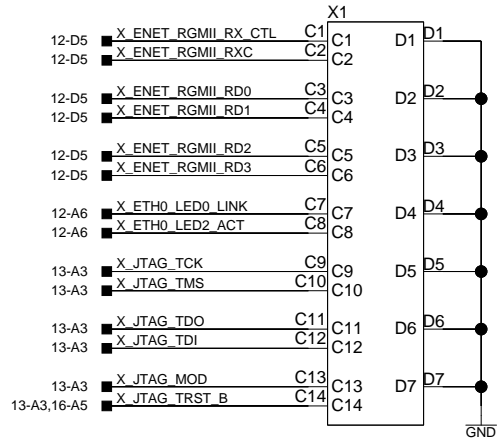 X1
12-D5 X_ENET_RGMII_RX_CTL C1 C1 D1 D1
12-D5 X_ENET_RGMII_RXC C2 C2
12-D5 X_ENET_RGMII_RD0 C3 C3 D2 D2
12-D5 X_ENET_RGMII_RD1 C4 C4
12-D5 X_ENET_RGMII_RD2 C5 C5 D3 D3
12-D5 X_ENET_RGMII_RD3 C6 C6
12-A6 X_ETH0_LED0_LINK C7 C7 D4 D4
12-A6 X_ETH0_LED2_ACT C8 C8
13-A3 X_JTAG_TCK C9 C9 D5 D5
13-A3 X_JTAG_TMS C10 C10
13-A3 X_JTAG_TDO C11 C11 D6 D6
13-A3 X_JTAG_TDI C12 C12
13-A3 X_JTAG_MOD C13 C13 D7 D7
13-A3,16-A5 X_JTAG_TRST_B C14 C14
GND